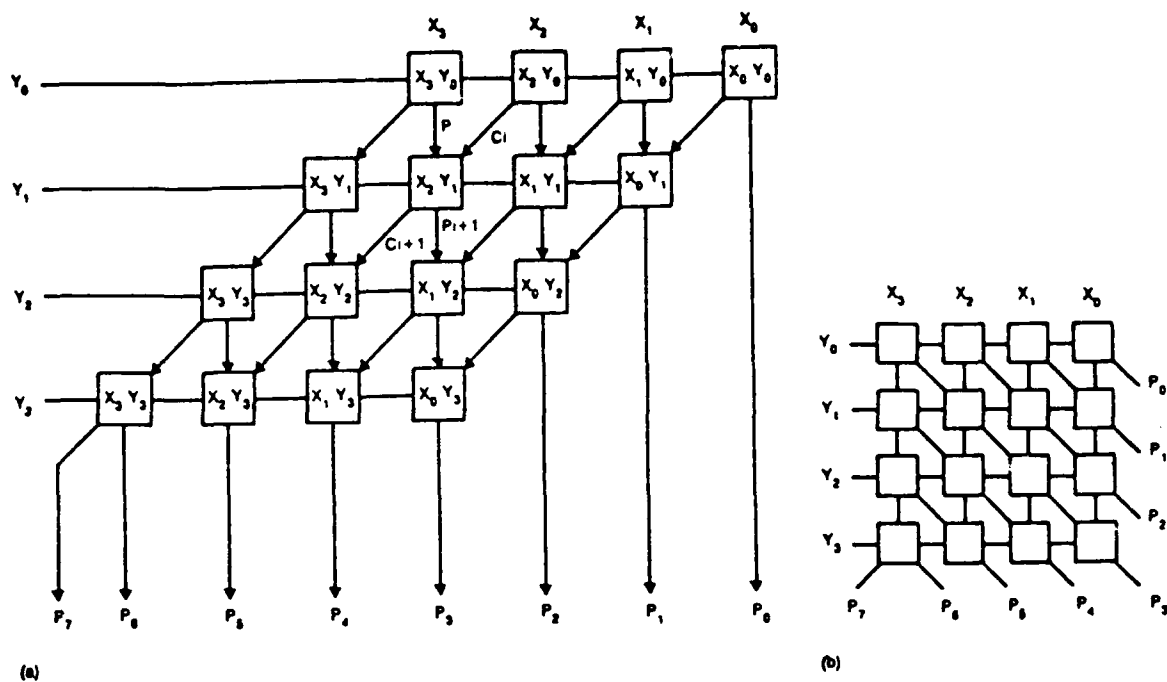 X₃ X₂ X₁ X₀
Y₀ X₃ Y₀ X₂ Y₀ X₁ Y₀ X₀ Y₀
P Ci
Y₁ X₃ Y₁ X₂ Y₁ X₁ Y₁ X₀ Y₁
Ci+1 Pi+1
Y₂ X₃ Y₃ X₂ Y₂ X₁ Y₂ X₀ Y₂
Y₃ X₃ Y₃ X₂ Y₃ X₁ Y₃ X₀ Y₃
P₇ P₆ P₅ P₄ P₃ P₂ P₁ P₀
(a)
X₃ X₂ X₁ X₀
Y₀
P₀
Y₁
P₁
Y₂
P₂
Y₃
P₇ P₆ P₅ P₄ P₃
(b)